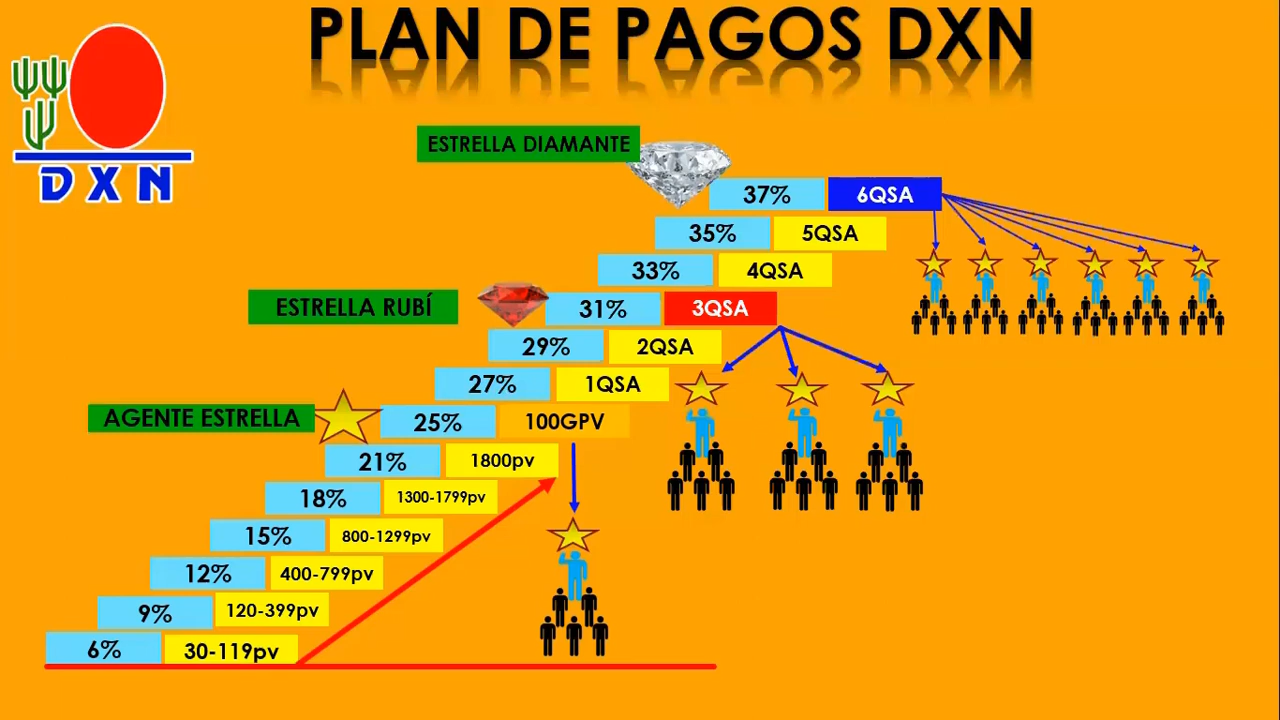 PLAN DE PAGOS DXN
DXN
ESTRELLA DIAMANTE
37% 6QSA
35% 5QSA
33% 4QSA
ESTRELLA RUBÍ 31% 3QSA
29% 2QSA
27% 1QSA
AGENTE ESTRELLA 25% 100GPV
21% 1800pv
18% 1300-1799pv
15% 800-1299pv
12% 400-799pv
9% 120-399pv
6% 30-119pv